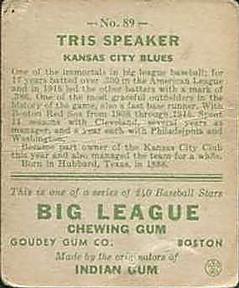 —No. 89—
TRIS SPEAKER
KANSAS CITY BLUES
One of the immortals in big league baseball; for
17 years batted over .300 in the American League
and in 1916 led the other batters with a mark of
.386. One of the most graceful outfielders in the
history of the game, also a fast base runner. With
Boston Red Sox from 1908 through 1915. Spent
11 seasons with Cleveland, 8 years as
manager, and a year each with Philadelphia and
Washington.
Became part owner of the Kansas City Club
this year and also managed the team for a while.
Born in Hubbard, Texas, in 1888.
This is one of a series of 240 Baseball Stars
BIG LEAGUE
CHEWING GUM
GOUDEY GUM CO. BOSTON
Made by the originators of
INDIAN GUM